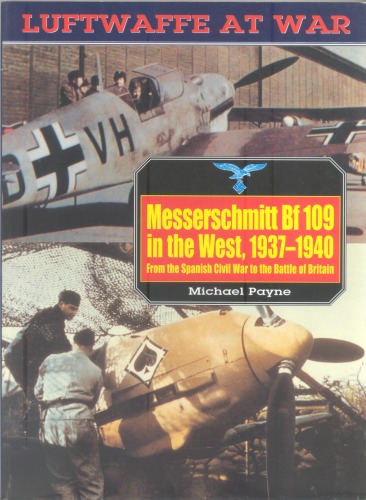 LUFTWAFFE AT WAR
D VH
Messerschmitt Bf 109
in the West, 1937–1940
From the Spanish Civil War to the Battle of Britain
Michael Payne